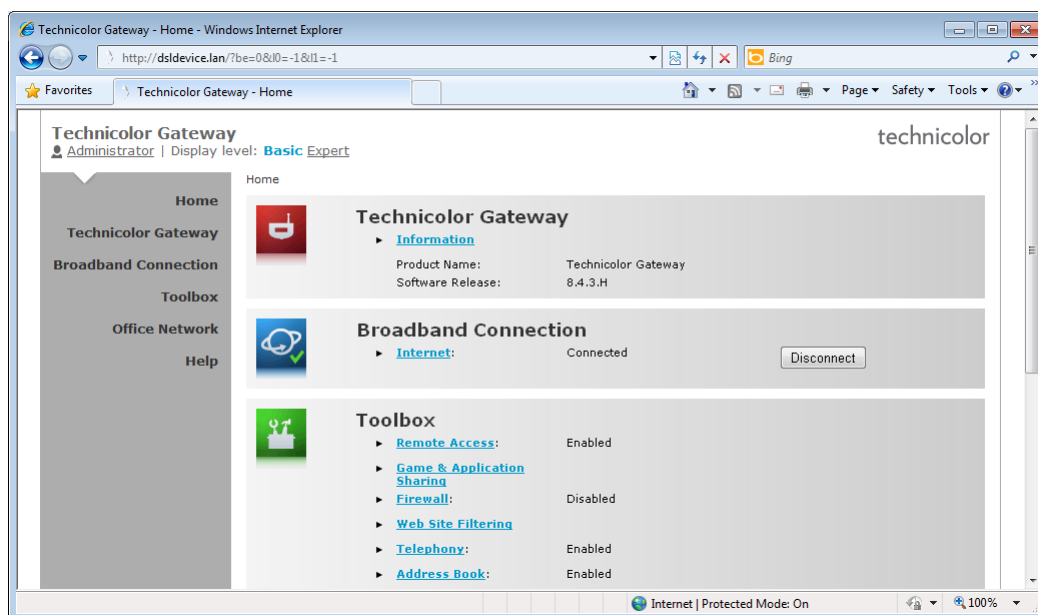 Technicolor Gateway - Home - Windows Internet Explorer
http://dsldevice.lan/?be=0&l0=-1&l1=-1
Bing
Favorites
Technicolor Gateway - Home
Page
Safety
Tools
Technicolor Gateway
technicolor
Administrator | Display level: Basic Expert
Home
Home
Technicolor Gateway
Broadband Connection
Toolbox
Office Network
Help
Technicolor Gateway
Information
Product Name: Technicolor Gateway
Software Release: 8.4.3.H
Broadband Connection
Internet: Connected
Disconnect
Toolbox
Remote Access: Enabled
Game & Application
Sharing
Firewall: Disabled
Web Site Filtering
Telephony: Enabled
Address Book: Enabled
Internet | Protected Mode: On
100%